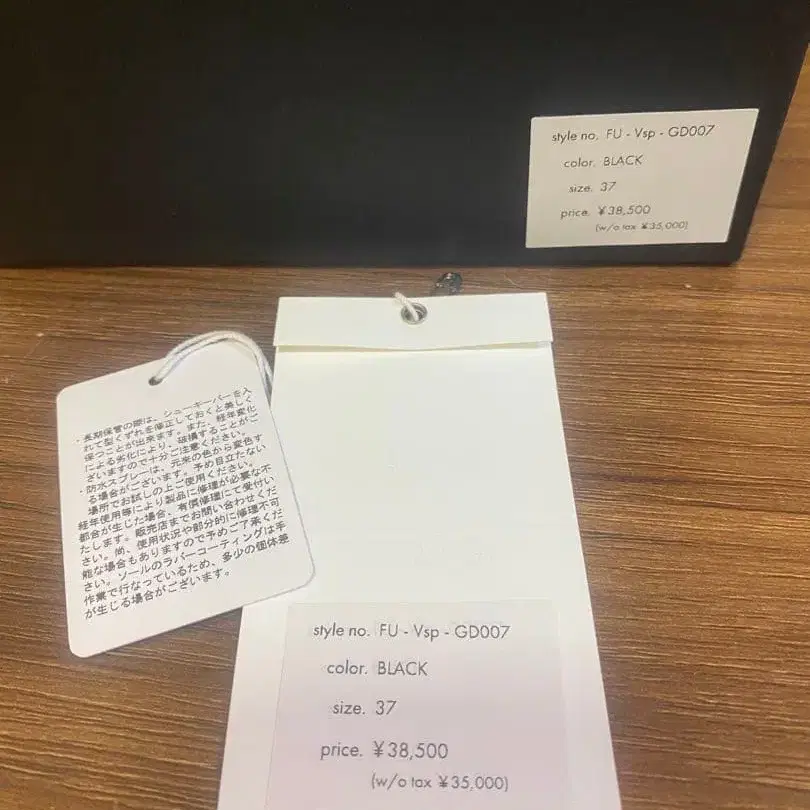 style no. FU - Vsp - GD007
color. BLACK
size. 37
price. ¥38,500
(w/o tax ¥35,000)
・長期保管の際は、シューキーパーを入
れて型くずれを修正しておくと美しく
保つことが出来ます。また、経年変化
による劣化により、破損することがご
ざいますので十分ご注意ください。
・防水スプレーは、元来の色から変色す
る場合がございます。予め目立たない
場所でお試しの上ご使用ください。
経年使用等により製品に修理が必要な不
都合が生じた場合、有償修理にて受付い
たします。販売店までお問い合わせくだ
さい。尚、使用状況や部分的に修理不可
能な場合もありますので予めご了承くだ
さい。ソールのラバーコーティングは手
作業で行なっているため、多少の個体差
が生じる場合がございます。
style no. FU - Vsp - GD007
color. BLACK
size. 37
price. ¥38,500
(w/o tax ¥35,000)